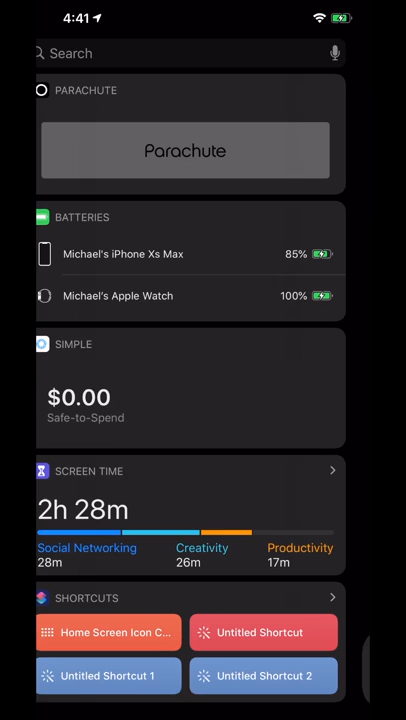 4:41
Search
PARACHUTE
Parachute
BATTERIES
Michael's iPhone Xs Max 85%
Michael's Apple Watch 100%
SIMPLE
$0.00
Safe-to-Spend
SCREEN TIME
2h 28m
Social Networking Creativity Productivity
28m 26m 17m
SHORTCUTS
Home Screen Icon C... Untitled Shortcut
Untitled Shortcut 1 Untitled Shortcut 2